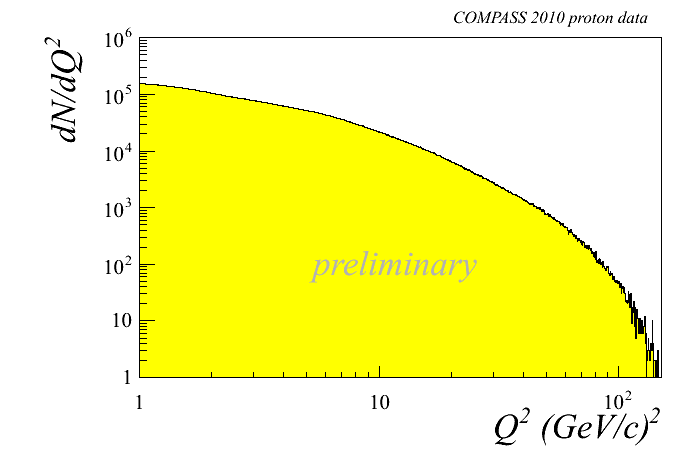 COMPASS 2010 proton data
dN/dQ²
10⁶
10⁵
10⁴
10³
10²
10
1
preliminary
1 10 10²
Q² (GeV/c)²